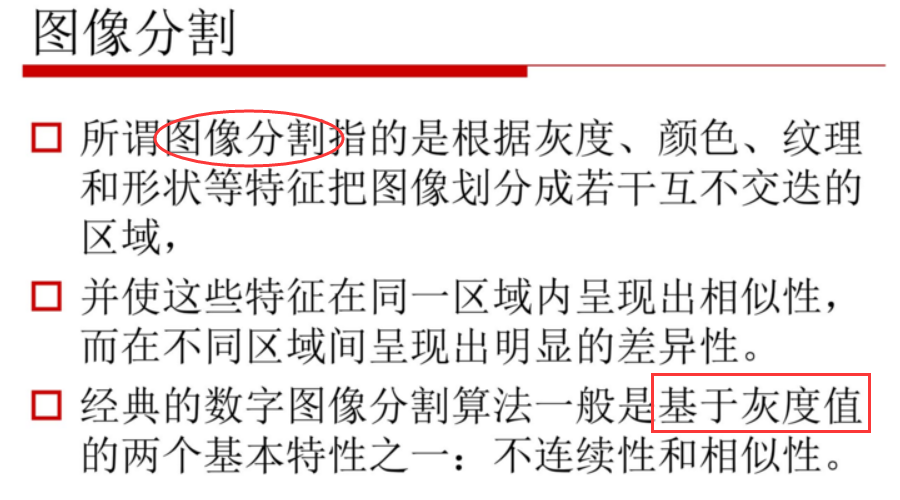 图像分割
所谓图像分割指的是根据灰度、颜色、纹理
和形状等特征把图像划分成若干互不交迭的
区域，
并使这些特征在同一区域内呈现出相似性，
而在不同区域间呈现出明显的差异性。
经典的数字图像分割算法一般是基于灰度值
的两个基本特性之一：不连续性和相似性。